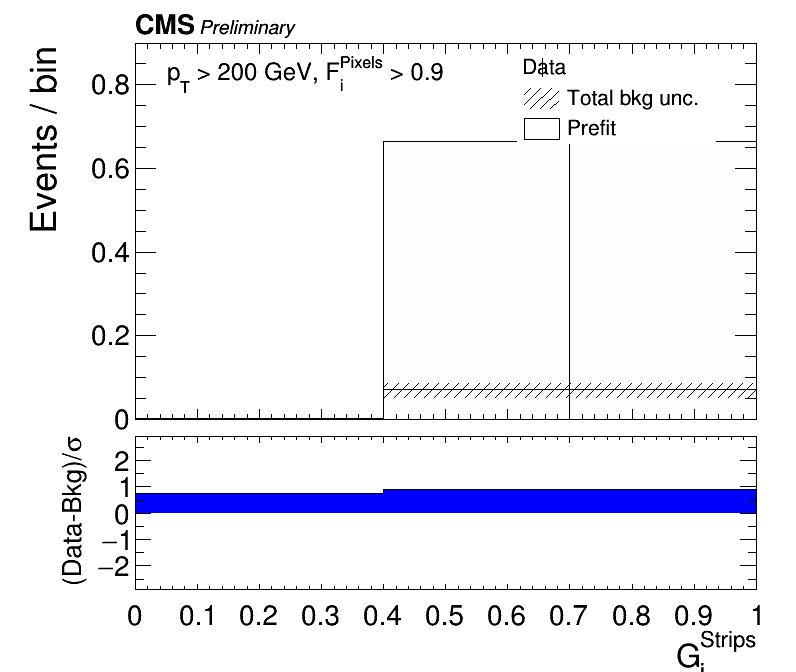 CMS Preliminary
p_T > 200 GeV, F_i^Pixels > 0.9
Data
Total bkg unc.
Prefit
Events / bin
0.8
0.6
0.4
0.2
0
(Data-Bkg)/σ
2
1
0
−1
−2
0 0.1 0.2 0.3 0.4 0.5 0.6 0.7 0.8 0.9 1
G_i^Strips